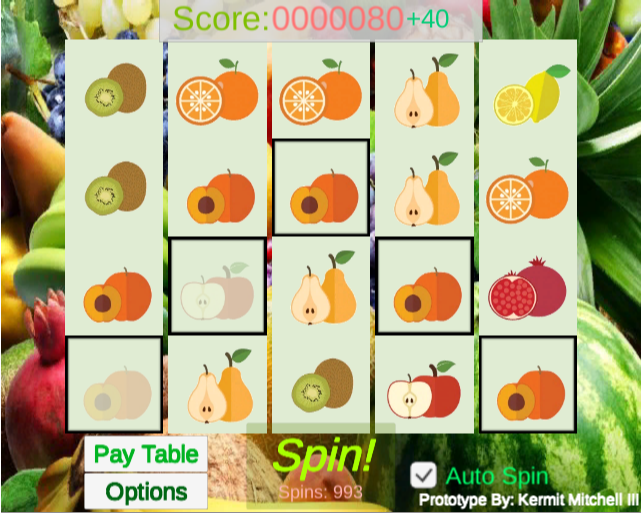 Score:0000080+40
Spin!
Pay Table
Spins: 993
Auto Spin
Options
Prototype By: Kermit Mitchell III